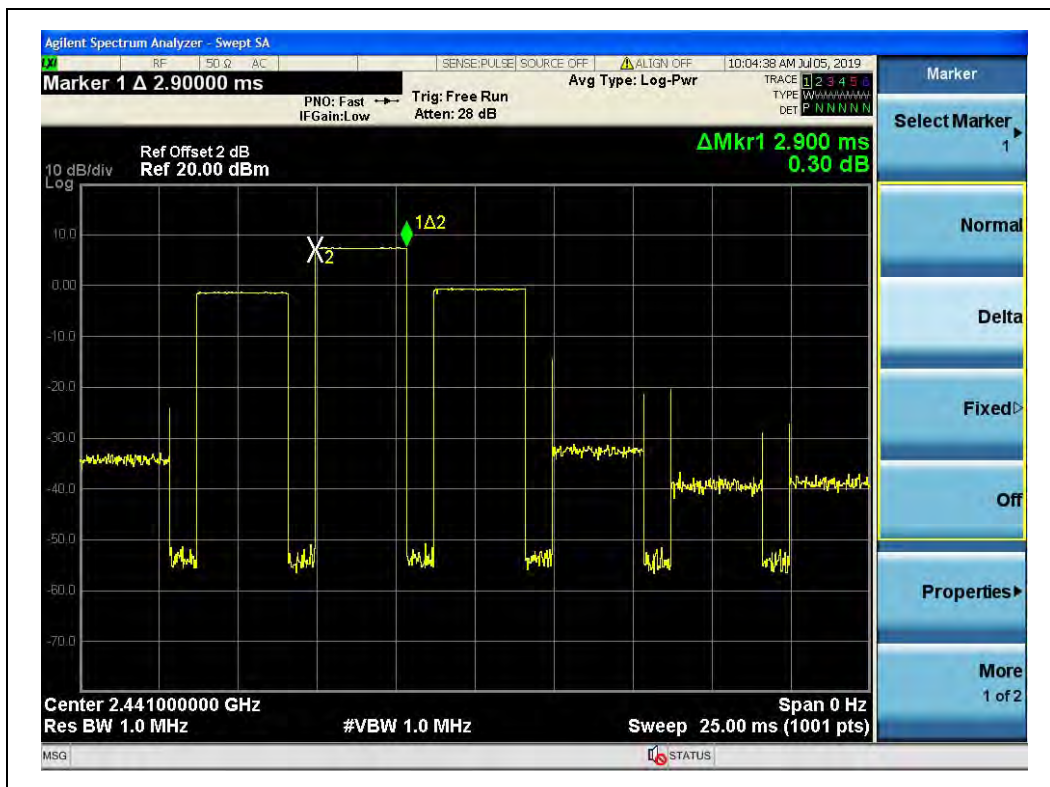 Agilent Spectrum Analyzer - Swept SA
LXI RF 50 Ω AC SENSE:PULSE SOURCE OFF ALIGN OFF 10:04:38 AM Jul 05, 2019
Marker 1 Δ 2.90000 ms
PNO: Fast
IFGain:Low
Trig: Free Run
Atten: 28 dB
Avg Type: Log-Pwr
TRACE 1 2 3 4 5 6
TYPE WWWWWW
DET P N N N N N
ΔMkr1 2.900 ms
0.30 dB
Ref Offset 2 dB
10 dB/div Ref 20.00 dBm
Log
10.0
0.00
-10.0
-20.0
-30.0
-40.0
-50.0
-60.0
-70.0
1Δ2
X2
Center 2.441000000 GHz Span 0 Hz
Res BW 1.0 MHz #VBW 1.0 MHz Sweep 25.00 ms (1001 pts)
MSG STATUS
Marker
Select Marker
1
Normal
Delta
Fixed
Off
Properties
More
1 of 2